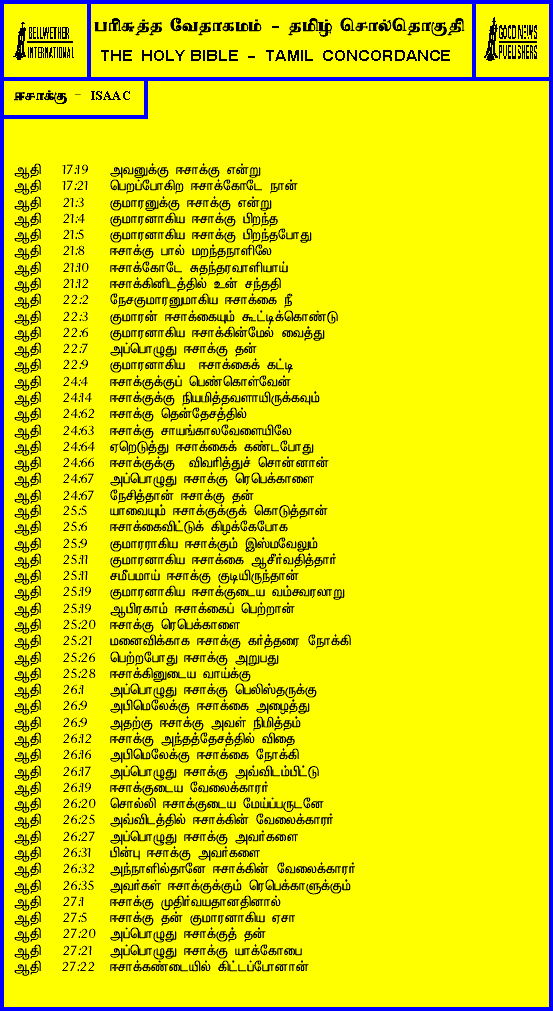 BELLWETHER
INTERNATIONAL
பரிசுத்த வேதாகமம் - தமிழ் சொல்தொகுதி
THE HOLY BIBLE - TAMIL CONCORDANCE
GOOD NEWS
PUBLISHERS
ஈசாக்கு - ISAAC
ஆதி 17:19 அவனுக்கு ஈசாக்கு என்று
ஆதி 17:21 பெறப்போகிற ஈசாக்கோடே நான்
ஆதி 21:3 குமாரனுக்கு ஈசாக்கு என்று
ஆதி 21:4 குமாரனாகிய ஈசாக்கு பிறந்த
ஆதி 21:5 குமாரனாகிய ஈசாக்கு பிறந்தபோது
ஆதி 21:8 ஈசாக்கு பால் மறந்தநாளிலே
ஆதி 21:10 ஈசாக்கோடே சுதந்தரவாளியாய்
ஆதி 21:12 ஈசாக்கினிடத்தில் உன் சந்ததி
ஆதி 22:2 நேசகுமாரனுமாகிய ஈசாக்கை நீ
ஆதி 22:3 குமாரன் ஈசாக்கையும் கூட்டிக்கொண்டு
ஆதி 22:6 குமாரனாகிய ஈசாக்கின்மேல் வைத்து
ஆதி 22:7 அப்பொழுது ஈசாக்கு தன்
ஆதி 22:9 குமாரனாகிய ஈசாக்கைக் கட்டி
ஆதி 24:4 ஈசாக்குக்குப் பெண்கொள்வேன்
ஆதி 24:14 ஈசாக்குக்கு நியமித்தவளாயிருக்கவும்
ஆதி 24:62 ஈசாக்கு தென்தேசத்தில்
ஆதி 24:63 ஈசாக்கு சாயங்காலவேளையிலே
ஆதி 24:64 ஏறெடுத்து ஈசாக்கைக் கண்டபோது
ஆதி 24:66 ஈசாக்குக்கு விவரித்துச் சொன்னான்
ஆதி 24:67 அப்பொழுது ஈசாக்கு ரெபெக்காளை
ஆதி 24:67 நேசித்தான் ஈசாக்கு தன்
ஆதி 25:5 யாவையும் ஈசாக்குக்குக் கொடுத்தான்
ஆதி 25:6 ஈசாக்கைவிட்டுக் கிழக்கேபோக
ஆதி 25:9 குமாரராகிய ஈசாக்கும் இஸ்மவேலும்
ஆதி 25:11 குமாரனாகிய ஈசாக்கை ஆசீர்வதித்தார்
ஆதி 25:11 சமீபமாய் ஈசாக்கு குடியிருந்தான்
ஆதி 25:19 குமாரனாகிய ஈசாக்குடைய வம்சவரலாறு
ஆதி 25:19 ஆபிரகாம் ஈசாக்கைப் பெற்றான்
ஆதி 25:20 ஈசாக்கு ரெபெக்காளை
ஆதி 25:21 மனைவிக்காக ஈசாக்கு கர்த்தரை நோக்கி
ஆதி 25:26 பெற்றபோது ஈசாக்கு அறுபது
ஆதி 25:28 ஈசாக்கினுடைய வாய்க்கு
ஆதி 26:1 அப்பொழுது ஈசாக்கு பெலிஸ்தருக்கு
ஆதி 26:9 அபிமெலேக்கு ஈசாக்கை அழைத்து
ஆதி 26:9 அதற்கு ஈசாக்கு அவள் நிமித்தம்
ஆதி 26:12 ஈசாக்கு அந்தத்தேசத்தில் விதை
ஆதி 26:16 அபிமெலேக்கு ஈசாக்கை நோக்கி
ஆதி 26:17 அப்பொழுது ஈசாக்கு அவ்விடம்விட்டு
ஆதி 26:19 ஈசாக்குடைய வேலைக்காரர்
ஆதி 26:20 சொல்லி ஈசாக்குடைய மேய்ப்பருடனே
ஆதி 26:25 அவ்விடத்தில் ஈசாக்கின் வேலைக்காரர்
ஆதி 26:27 அப்பொழுது ஈசாக்கு அவர்களை
ஆதி 26:31 பின்பு ஈசாக்கு அவர்களை
ஆதி 26:32 அந்நாளில்தானே ஈசாக்கின் வேலைக்காரர்
ஆதி 26:35 அவர்கள் ஈசாக்குக்கும் ரெபெக்காளுக்கும்
ஆதி 27:1 ஈசாக்கு முதிர்வயதானதினால்
ஆதி 27:5 ஈசாக்கு தன் குமாரனாகிய ஏசா
ஆதி 27:20 அப்பொழுது ஈசாக்குத் தன்
ஆதி 27:21 அப்பொழுது ஈசாக்கு யாக்கோபை
ஆதி 27:22 ஈசாக்கண்டையில் கிட்டப்போனான்